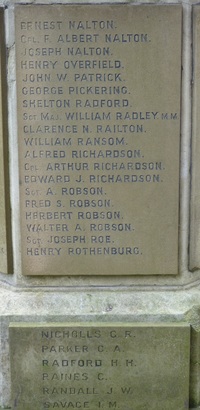 ERNEST NALTON.
CPL F. ALBERT NALTON.
JOSEPH NALTON.
HENRY OVERFIELD.
JOHN W. PATRICK.
GEORGE PICKERING.
SHELTON RADFORD.
SGT MAJ. WILLIAM RADLEY, M.M.
CLARENCE N. RAILTON.
WILLIAM RANSOM.
ALFRED RICHARDSON.
CPL ARTHUR RICHARDSON.
EDWARD J. RICHARDSON.
SGT A. ROBSON.
FRED S. ROBSON.
HERBERT ROBSON.
WALTER A. ROBSON.
SGT JOSEPH ROE.
HENRY ROTHENBURG.
NICHOLLS C. R.
PARKER C. A.
RADFORD H. M.
RAINES C.
RANDALL J. W.
SAVAGE I. M.